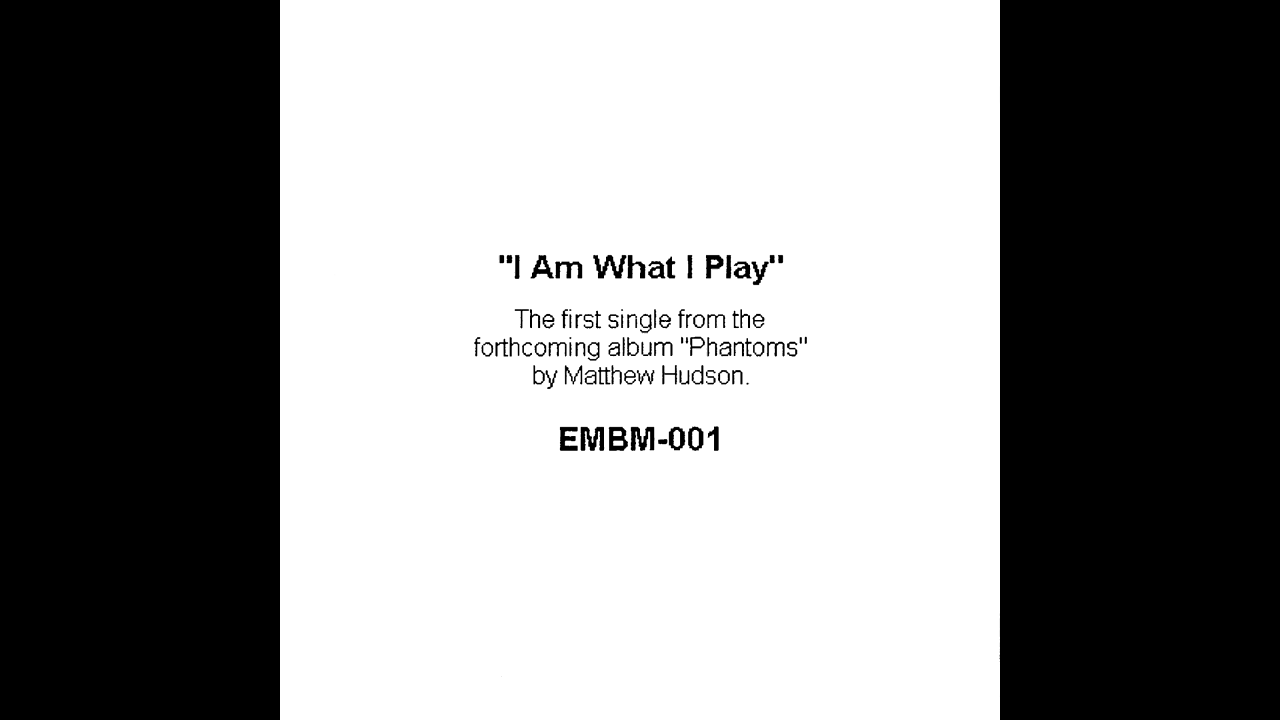 "I Am What I Play"
The first single from the
forthcoming album "Phantoms"
by Matthew Hudson.
EMBM-001